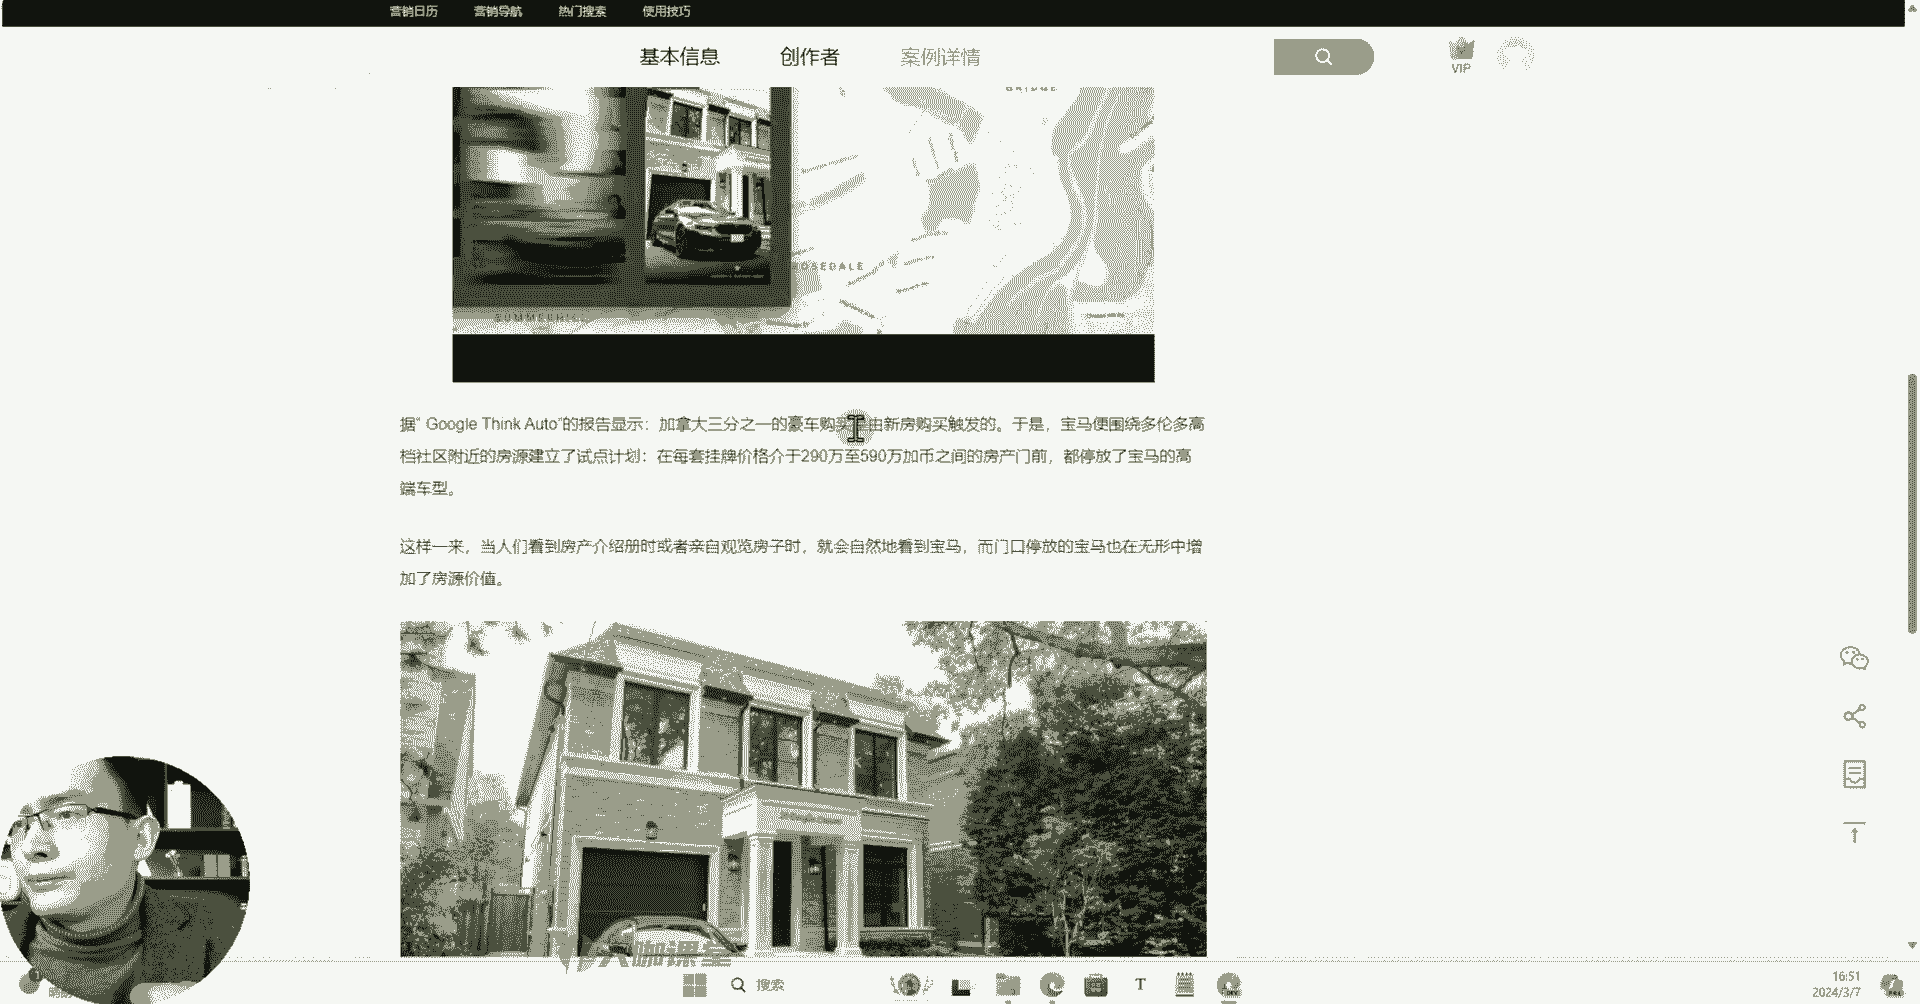 营销日历 营销导航 热门搜索 使用技巧
基本信息 创作者 案例详情
VIP
ROSEDALE
SUMMERHILL
据“ Google Think Auto”的报告显示：加拿大三分之一的豪车购买 由新房购买触发的。于是，宝马便围绕多伦多高
档社区附近的房源建立了试点计划：在每套挂牌价格介于290万至590万加币之间的房产门前，都停放了宝马的高
端车型。
这样一来，当人们看到房产介绍册时或者亲自观览房子时，就会自然地看到宝马，而门口停放的宝马也在无形中增
加了房源价值。
大咖课堂
搜索
16:51
2024/3/7